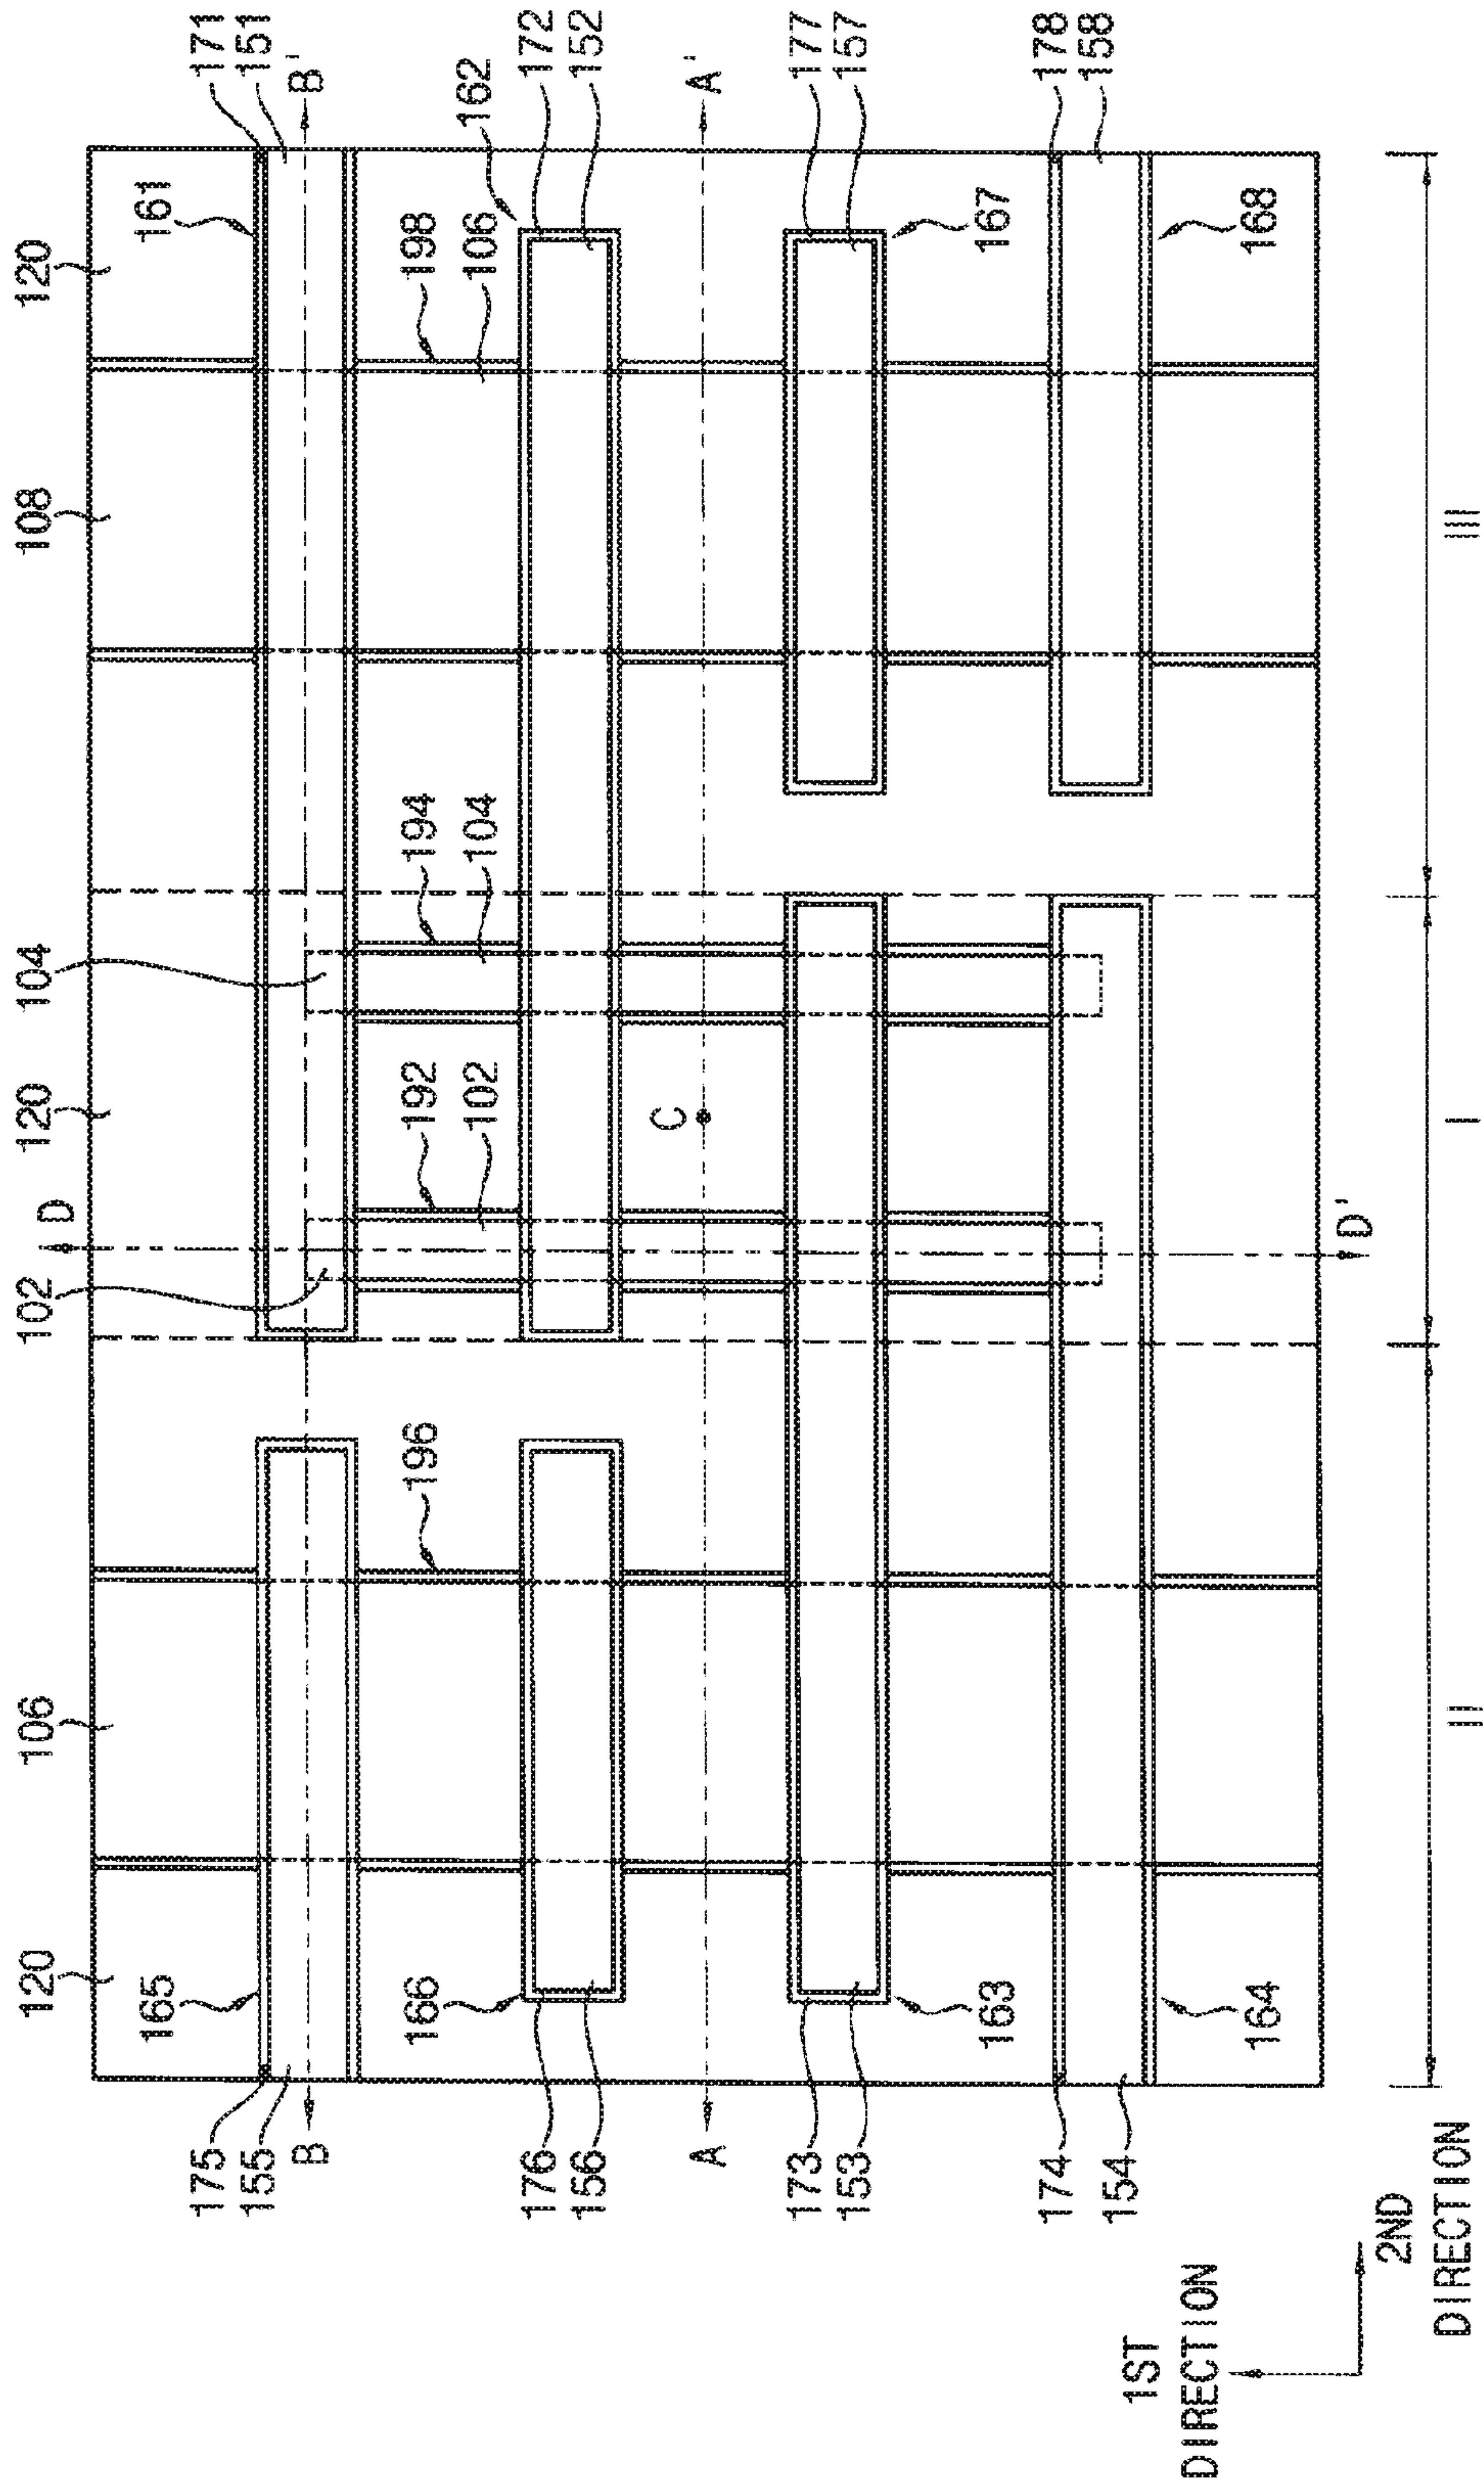 120 106 102 120 104 108 120
D
165 161
175 171
155 151
B B'
166 196 192 194 198
102 104 106 162
176 172
156 152
C
A A'
173 177
153 157
163 167
174 178
154 158
164 168
D'
II I III
1ST
DIRECTION
2ND
DIRECTION